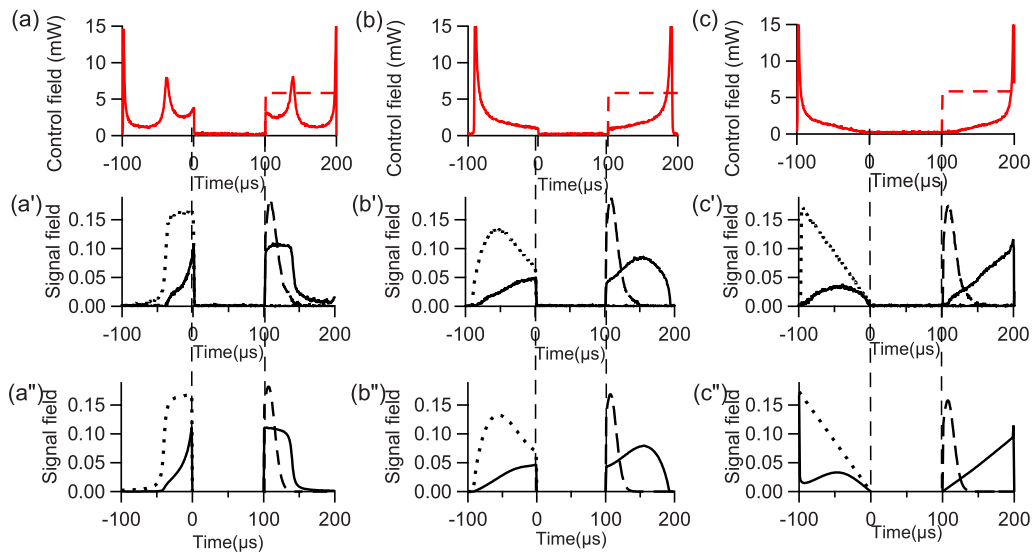 (a)
Control field (mW)
15
10
5
0
-100
0
100
200
Time(µs)
(b)
Control field (mW)
15
10
5
0
-100
0
100
200
Time(µs)
(c)
Control field (mW)
15
10
5
0
-100
0
100
200
Time(µs)
(a')
Signal field
0.15
0.10
0.05
0.00
-100
0
100
200
Time(µs)
(b')
Signal field
0.15
0.10
0.05
0.00
-100
0
100
200
Time(µs)
(c')
Signal field
0.15
0.10
0.05
0.00
-100
0
100
200
Time(µs)
(a")
Signal field
0.15
0.10
0.05
0.00
-100
0
100
200
Time(µs)
(b")
Signal field
0.15
0.10
0.05
0.00
-100
0
100
200
Time(µs)
(c")
Signal field
0.15
0.10
0.05
0.00
-100
0
100
200
Time(µs)